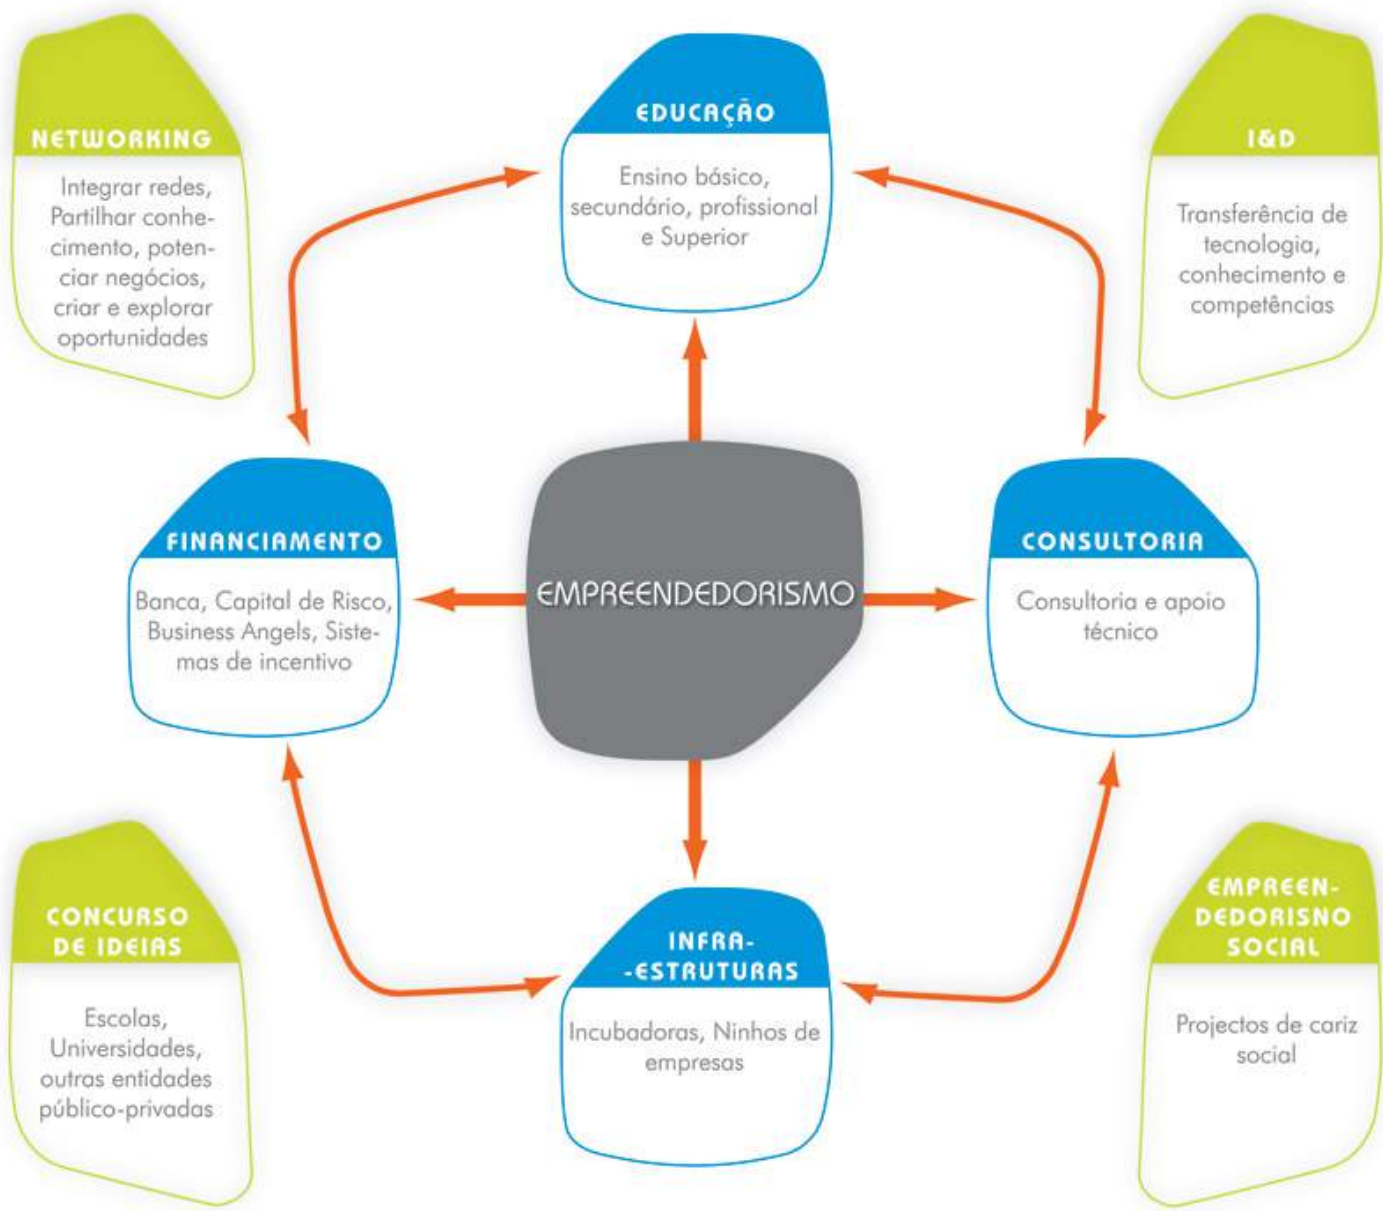 NETWORKING
Integrar redes,
Partilhar conhe-
cimento, poten-
ciar negócios,
criar e explorar
oportunidades
EDUCAÇÃO
Ensino básico,
secundário, profissional
e Superior
I&D
Transferência de
tecnologia,
conhecimento e
competências
FINANCIAMENTO
Banca, Capital de Risco,
Business Angels, Siste-
mas de incentivo
EMPREENDEDORISMO
CONSULTORIA
Consultoria e apoio
técnico
CONCURSO
DE IDEIAS
Escolas,
Universidades,
outras entidades
público-privadas
INFRA-
-ESTRUTURAS
Incubadoras, Ninhos de
empresas
EMPREEN-
DEDORISNO
SOCIAL
Projectos de cariz
social